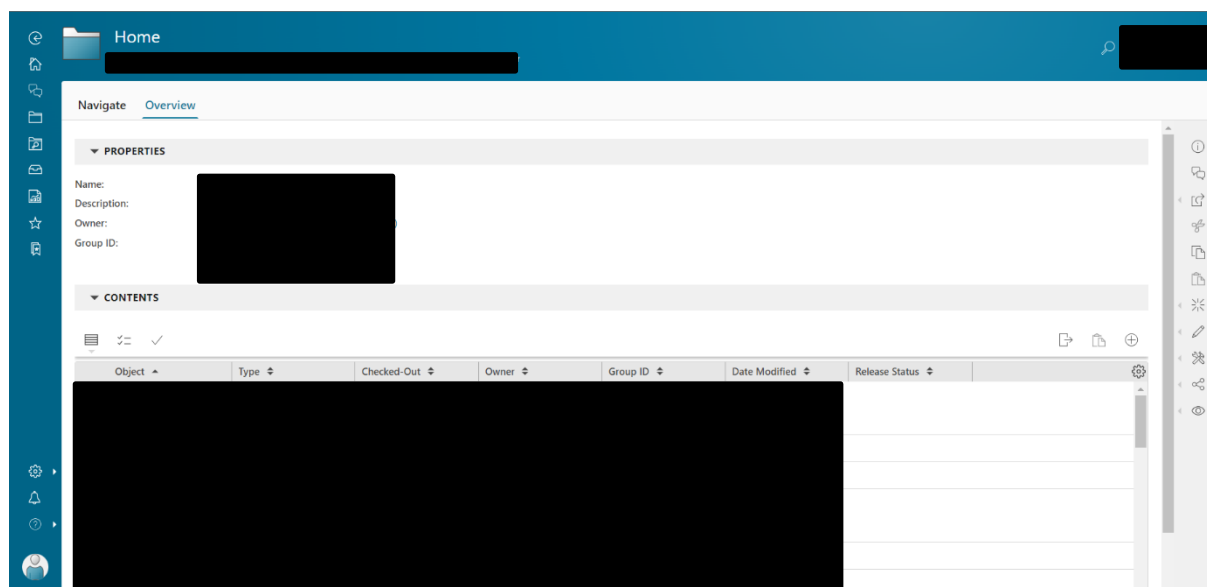 Home
Navigate Overview
PROPERTIES
Name:
Description:
Owner:
Group ID:
CONTENTS
Object Type Checked-Out Owner Group ID Date Modified Release Status